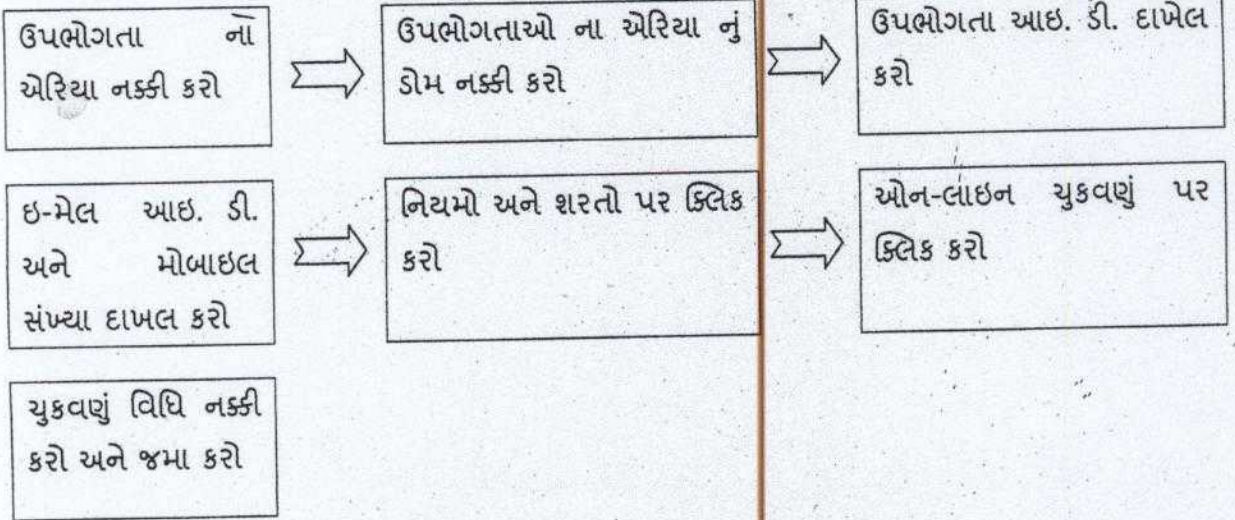 ઉપભોગતા નો
એરિયા નક્કી કરો
ઉપભોગતાઓ ના એરિયા નું
ડોમ નક્કી કરો
ઉપભોગતા આઇ. ડી. દાખેલ
કરો
ઇ-મેલ આઇ. ડી.
અને મોબાઇલ
સંખ્યા દાખલ કરો
નિયમો અને શરતો પર ક્લિક
કરો
ઓન-લાઇન ચુકવણું પર
ક્લિક કરો
ચુકવણું વિધિ નક્કી
કરો અને જમા કરો